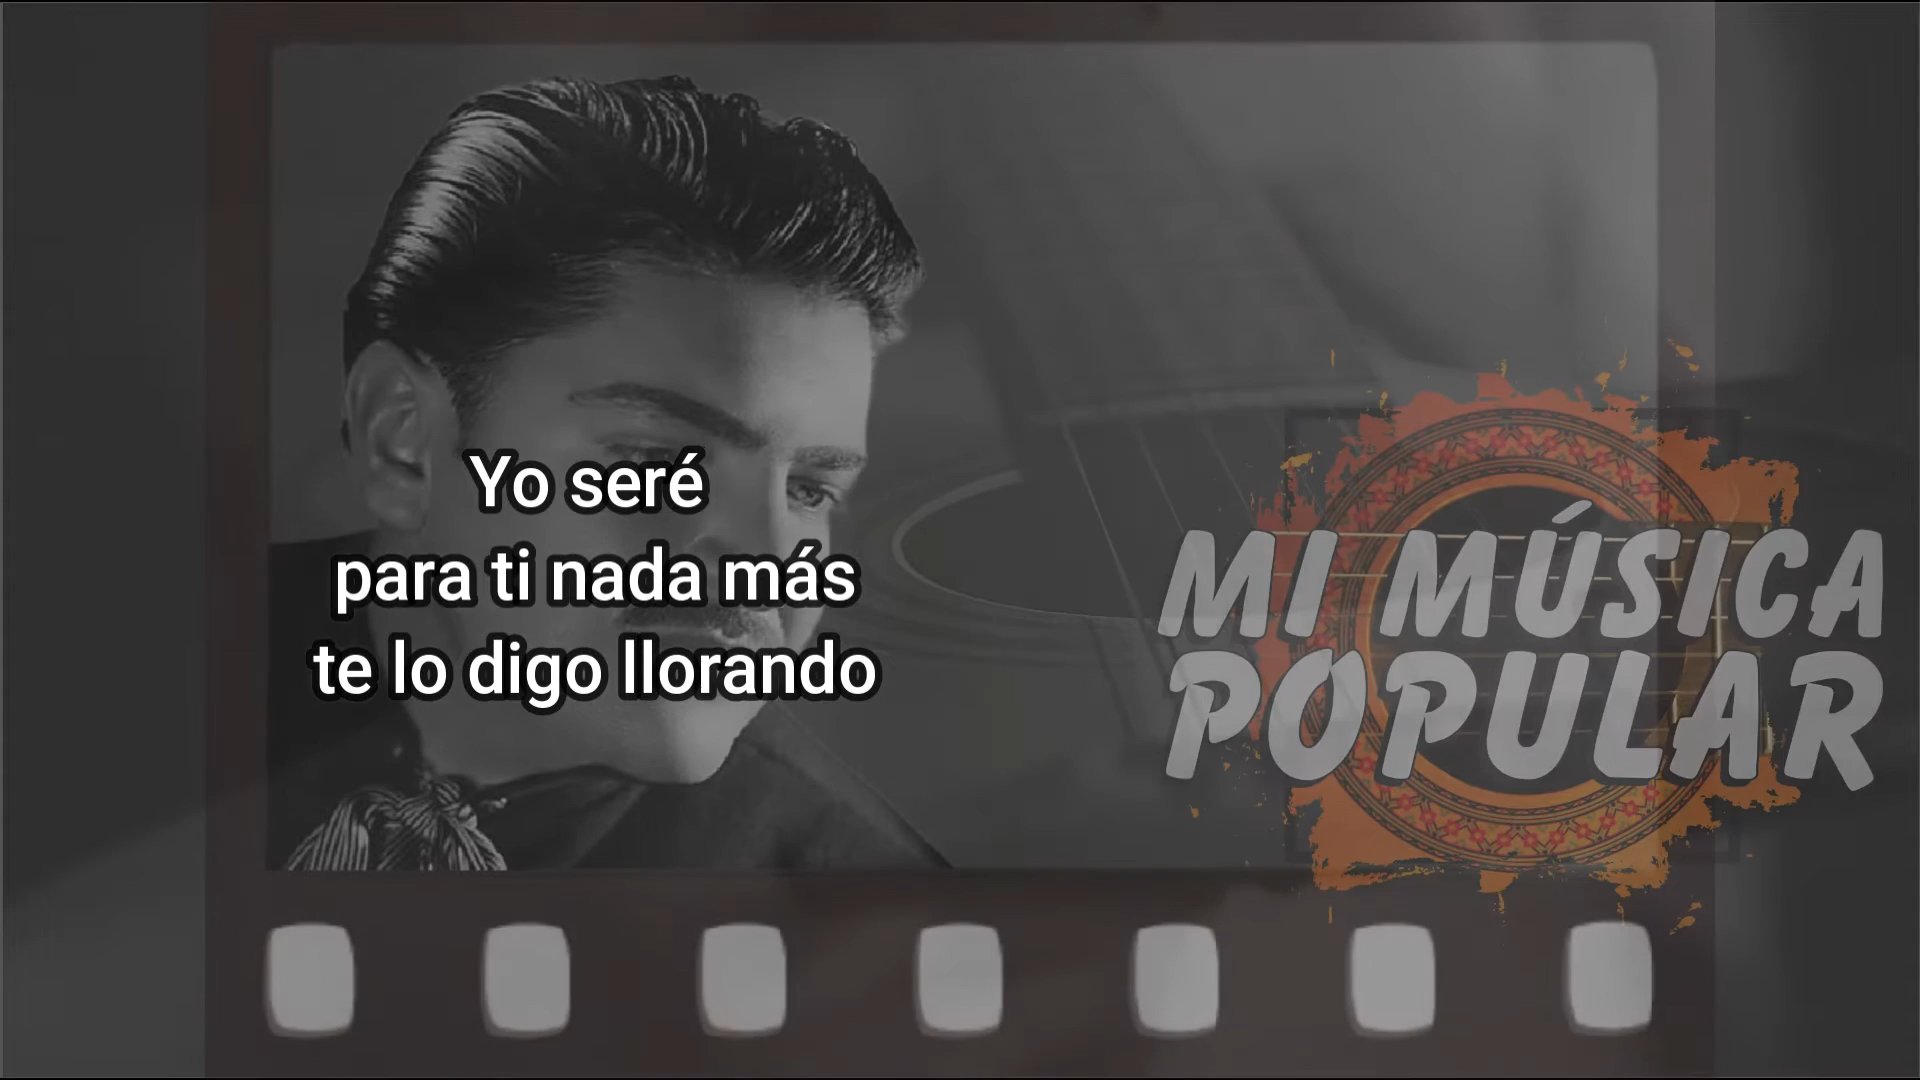 Yo seré
para ti nada más
te lo digo llorando
MI MÚSICA
POPULAR